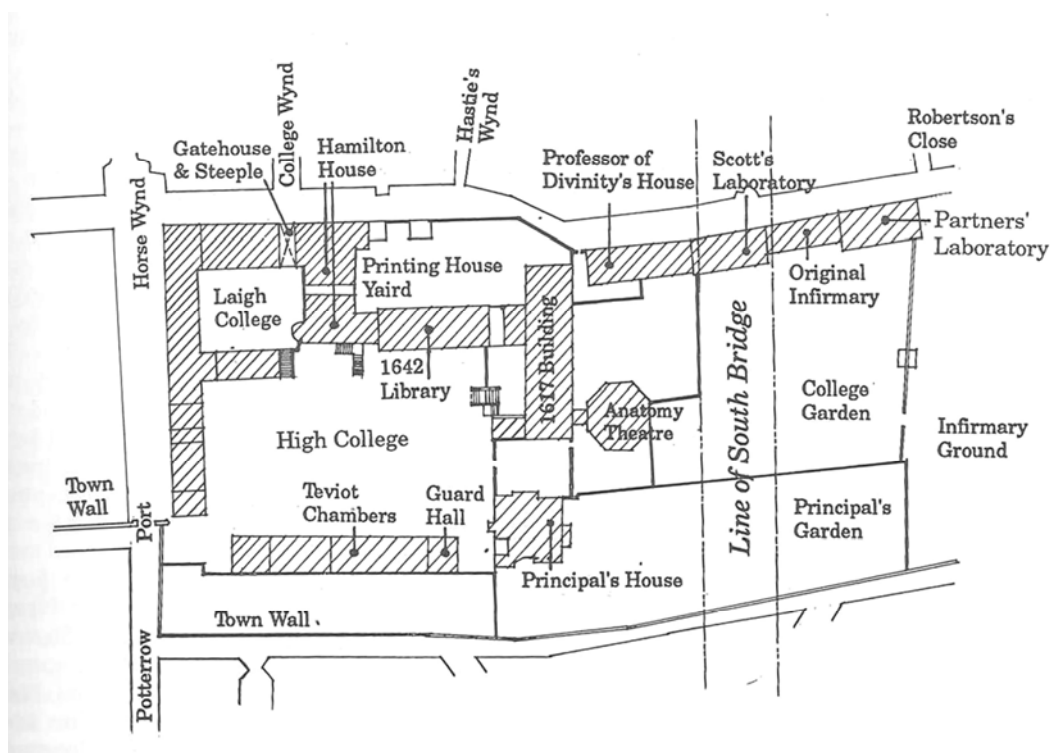 College Wynd
Hastie's
Wynd
Robertson's
Close
Gatehouse
& Steeple
Hamilton
House
Professor of
Divinity's House
Scott's
Laboratory
Horse Wynd
Partners'
Laboratory
Printing House
Yaird
Original
Infirmary
Laigh
College
1642
Library
1617 Building
Anatomy
Theatre
Line of South Bridge
College
Garden
High College
Infirmary
Ground
Town
Wall
Port
Teviot
Chambers
Guard
Hall
Principal's
Garden
Principal's House
Town Wall
Potterrow